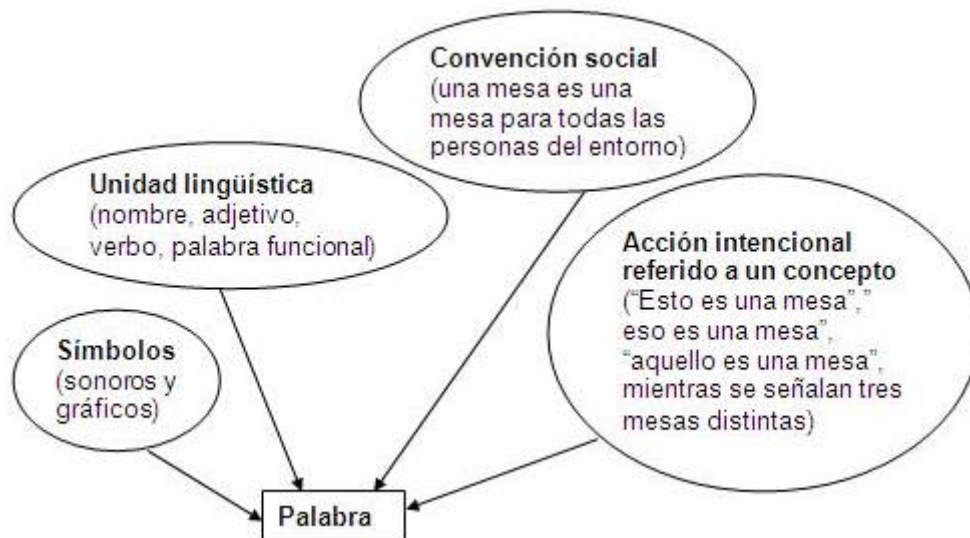 Convención social
(una mesa es una
mesa para todas las
personas del entorno)
Unidad lingüística
(nombre, adjetivo,
verbo, palabra funcional)
Acción intencional
referido a un concepto
("Esto es una mesa","
eso es una mesa",
"aquello es una mesa",
mientras se señalan tres
mesas distintas)
Símbolos
(sonoros y
gráficos)
Palabra